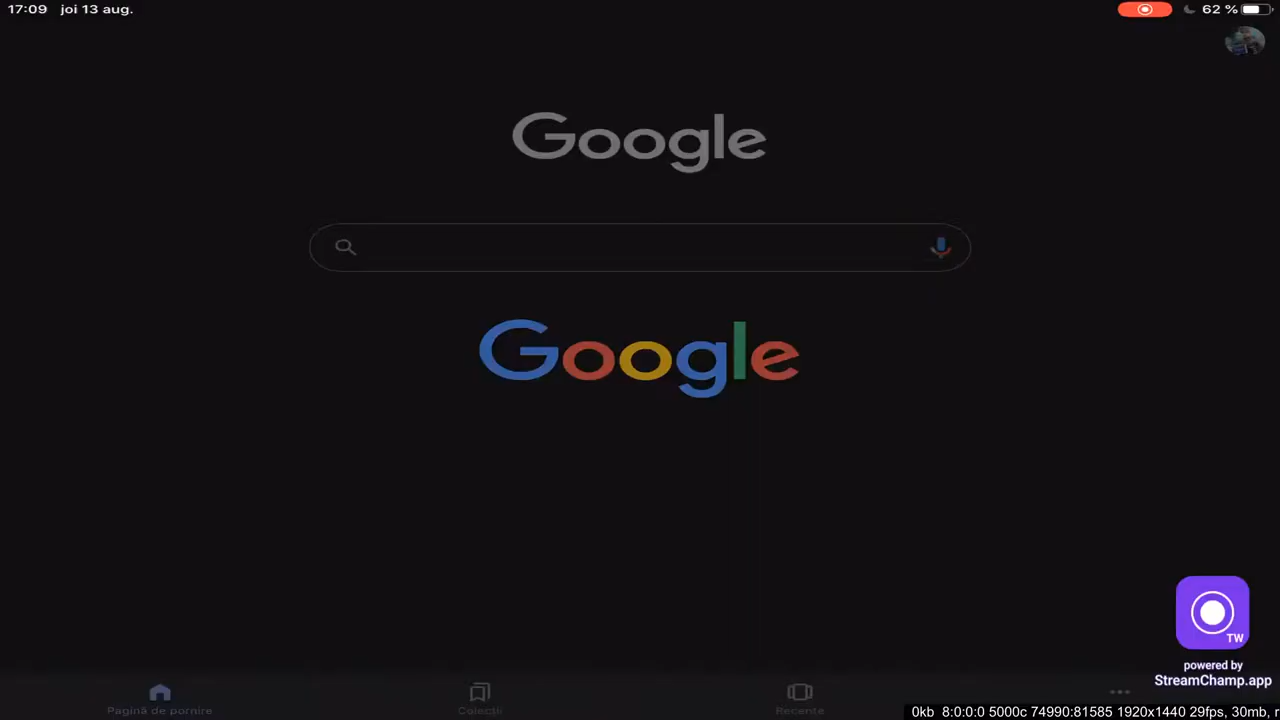 17:09 joi 13 aug.
62 %
Google
Google
TW
powered by
StreamChamp.app
Pagină de pornire
Colecții
Recente
0kb 8:0:0:0 5000c 74990:81585 1920x1440 29fps, 30mb, r